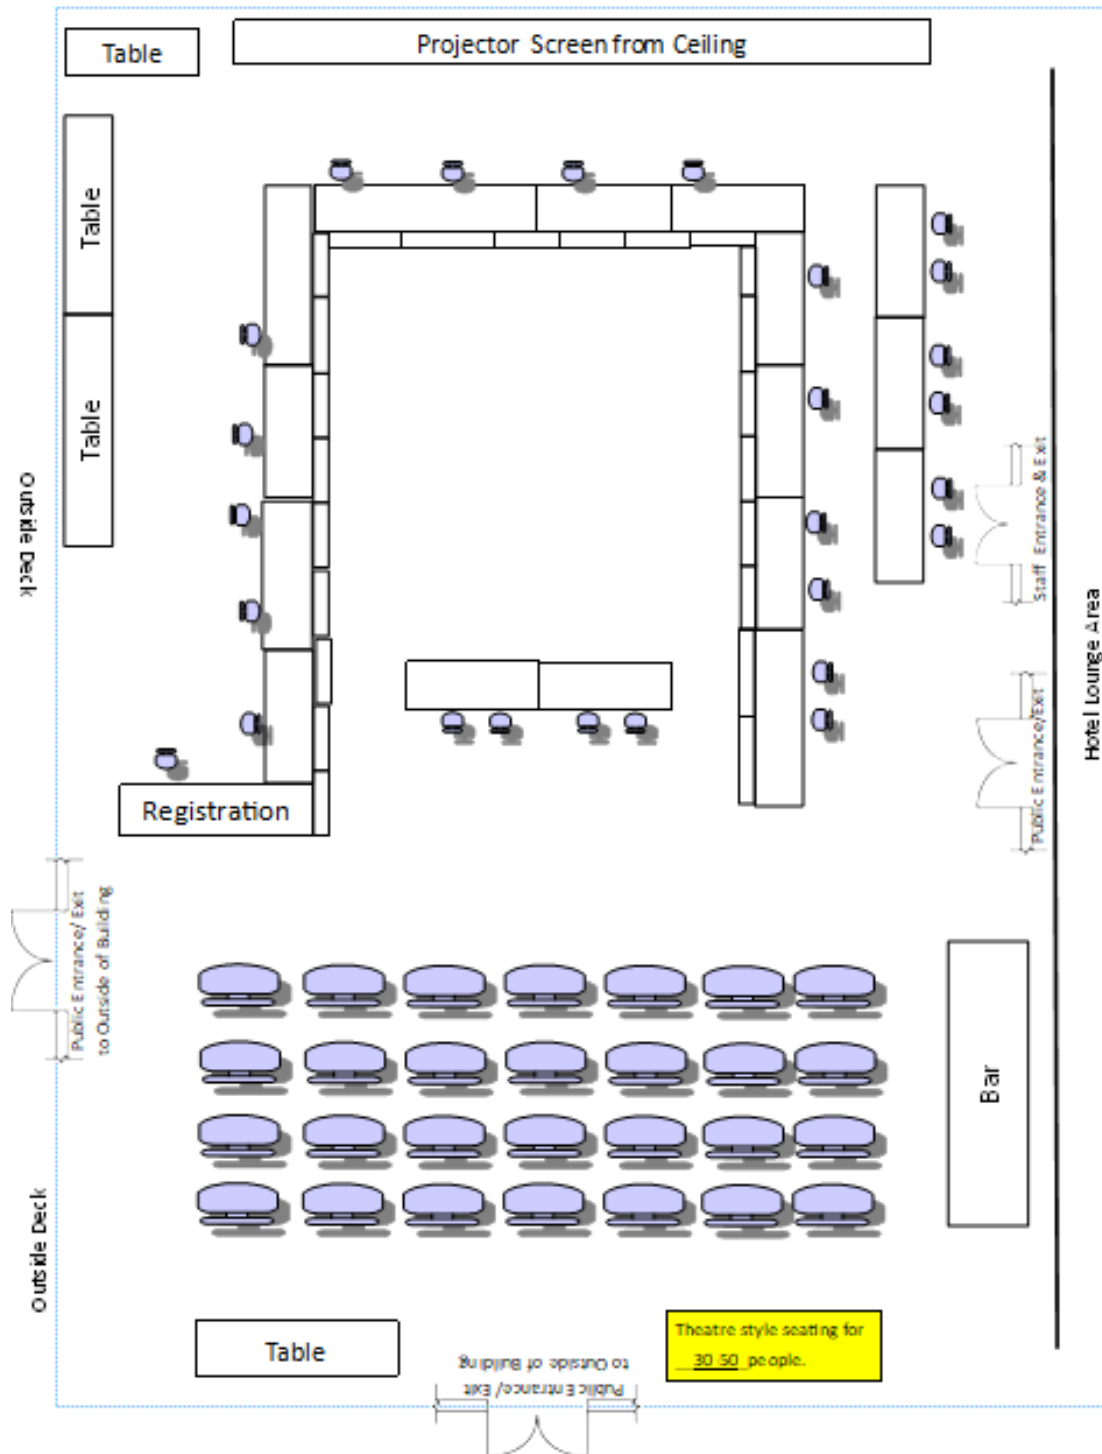 Table
Projector Screen from Ceiling
Table
Table
Outside Deck
Staff Entrance & Exit
Hotel Lounge Area
Public Entrance/Exit
Registration
Public Entrance/ Exit
to Outside of Building
Bar
Outside Deck
Table
Theatre style seating for
30 50 people.
Public Entrance/ Exit
to Outside of Building